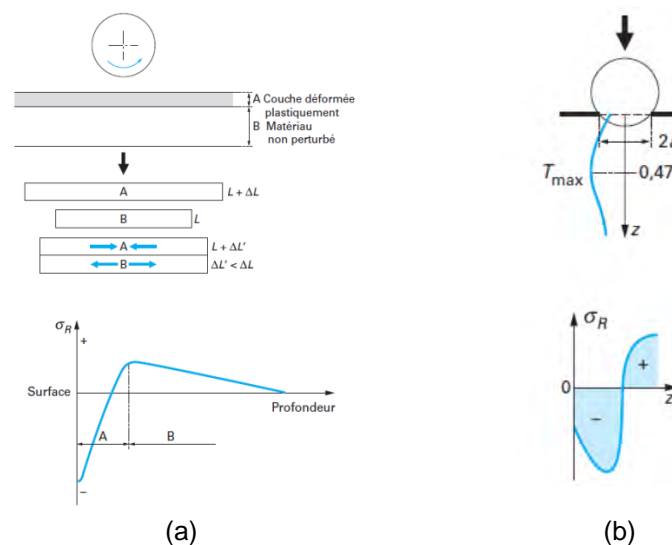 A Couche déformée
plastiquement
B Matériau
non perturbé
A
L + ΔL
B
L
A
L + ΔL'
B
ΔL' < ΔL
σR
+
Surface
Profondeur
A
B
−
(a)
Tmax
0,47
z
σR
0
+
−
z
(b)